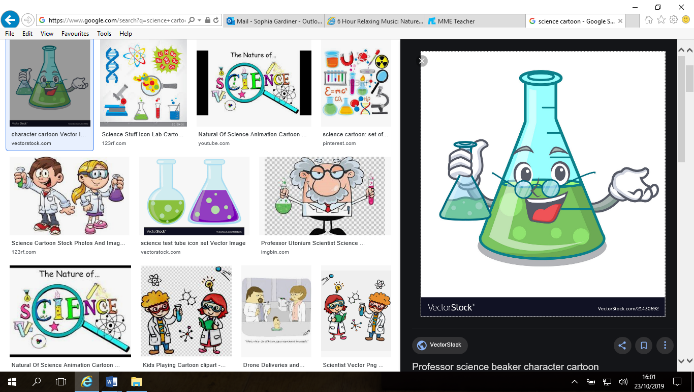 https://www.google.com/search?q=science+carto
Mail - Sophia Gardiner - Outlo...
6 Hour Relaxing Music: Nature...
MME Teacher
science cartoon - Google S...
File Edit View Favourites Tools Help
character cartoon Vector I
vectorstock.com
Science Stuff Icon Lab Carto
123rf.com
The Nature of...
SCIENCE
Natural Of Science Animation Cartoon
youtube.com
science cartoon: set of
pinterest.com
Science Cartoon Stock Photos And Imag...
123rf.com
science test tube icon set Vector Image
vectorstock.com
Professor Utonium Scientist Science ...
imgbin.com
The Nature of...
SCIENCE
Natural Of Science Animation Cartoon ...
Kids Playing Cartoon clipart - ...
Drone Deliveries and ...
Scientist Vector Png ...
VectorStock
VectorStock
Professor science beaker character cartoon
16:01
23/10/2019